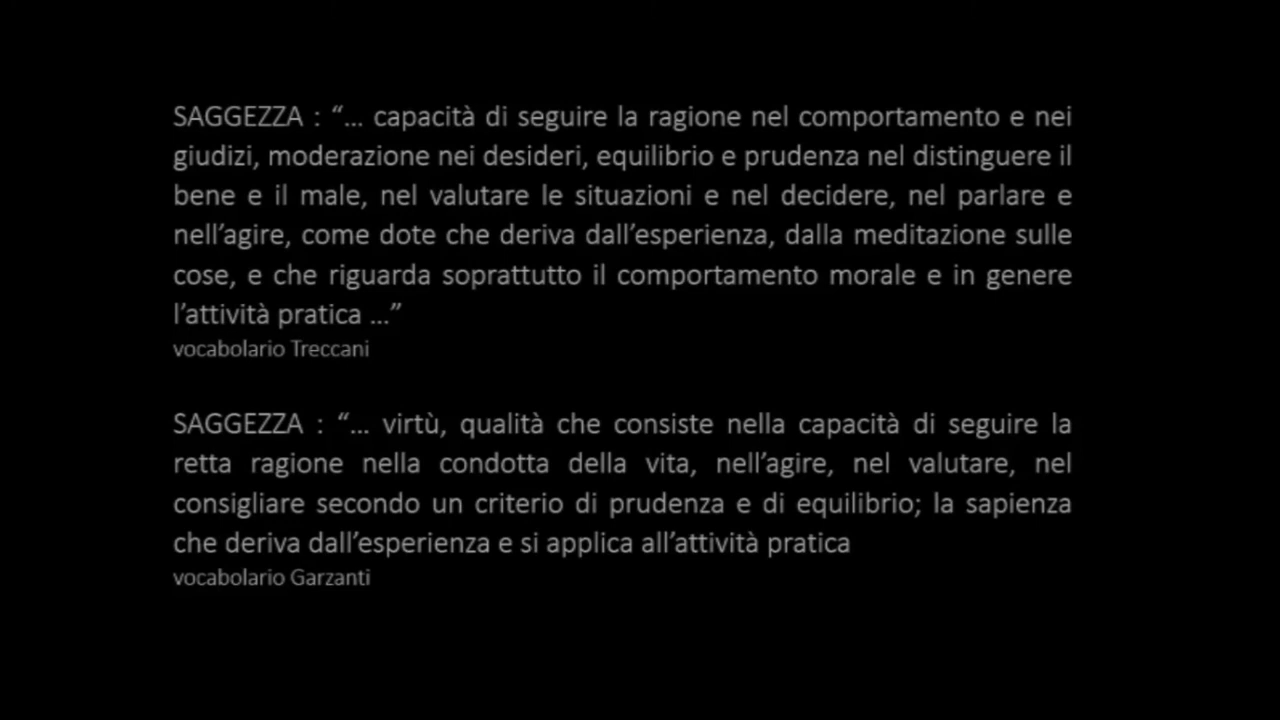 SAGGEZZA : “... capacità di seguire la ragione nel comportamento e nei
giudizi, moderazione nei desideri, equilibrio e prudenza nel distinguere il
bene e il male, nel valutare le situazioni e nel decidere, nel parlare e
nell’agire, come dote che deriva dall’esperienza, dalla meditazione sulle
cose, e che riguarda soprattutto il comportamento morale e in genere
l’attività pratica ...”
vocabolario Treccani
SAGGEZZA : “... virtù, qualità che consiste nella capacità di seguire la
retta ragione nella condotta della vita, nell’agire, nel valutare, nel
consigliare secondo un criterio di prudenza e di equilibrio; la sapienza
che deriva dall’esperienza e si applica all’attività pratica
vocabolario Garzanti